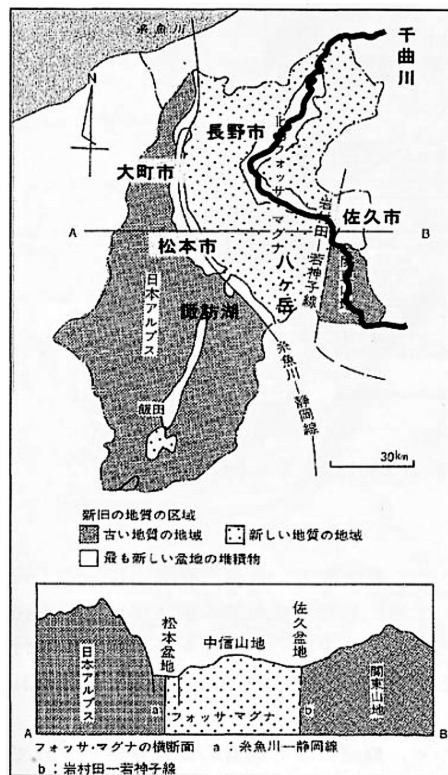 糸魚川
千曲川
N
長野市
北部フォッサ・マグナ
大町市
岩村田―若神子線
佐久市
A
B
松本市
八ヶ岳
日本アルプス
諏訪湖
糸魚川―静岡線
飯田
30km
新旧の地質の区域
古い地質の地域
新しい地質の地域
最も新しい盆地の堆積物
松本盆地
中信山地
佐久盆地
日本アルプス
関東山地
a
フォッサ・マグナ
b
A
B
フォッサ・マグナの横断面 a:糸魚川―静岡線
b:岩村田―若神子線